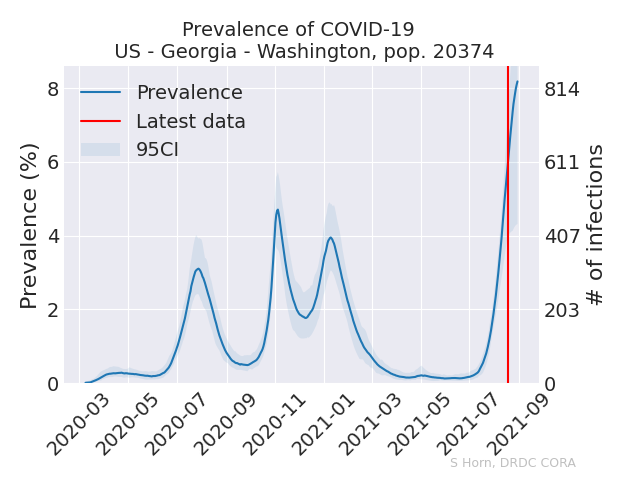 Prevalence of COVID-19
US - Georgia - Washington, pop. 20374
Prevalence
Latest data
95CI
Prevalence (%)
8
6
4
2
0
814
611
407
203
0
# of infections
2020-03
2020-05
2020-07
2020-09
2020-11
2021-01
2021-03
2021-05
2021-07
2021-09
S Horn, DRDC CORA